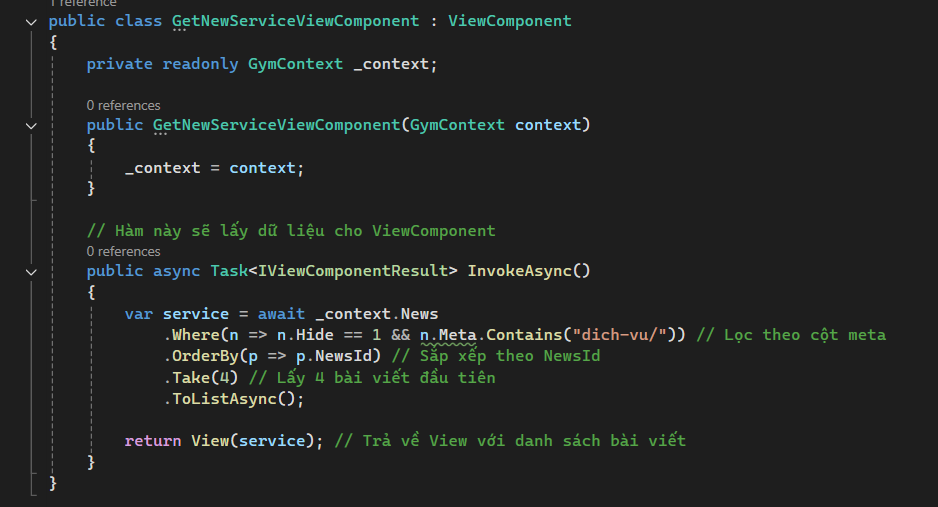 1 reference
public class GetNewServiceViewComponent : ViewComponent
{
private readonly GymContext _context;
0 references
public GetNewServiceViewComponent(GymContext context)
{
_context = context;
}
// Hàm này sẽ lấy dữ liệu cho ViewComponent
0 references
public async Task<IViewComponentResult> InvokeAsync()
{
var service = await _context.News
.Where(n => n.Hide == 1 && n.Meta.Contains("dich-vu/")) // Lọc theo cột meta
.OrderBy(p => p.NewsId) // Sắp xếp theo NewsId
.Take(4) // Lấy 4 bài viết đầu tiên
.ToListAsync();
return View(service); // Trả về View với danh sách bài viết
}
}